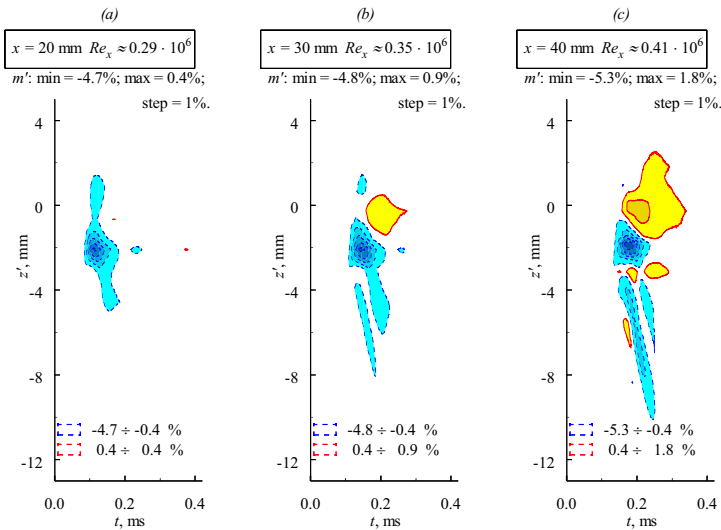 (a)
x = 20 mm Re_x ≈ 0.29 · 10^6
m': min = -4.7%; max = 0.4%;
step = 1%.
4
0
-4
-8
-12
z', mm
-4.7 ÷ -0.4 %
0.4 ÷ 0.4 %
0.0 0.2 0.4
t, ms
(b)
x = 30 mm Re_x ≈ 0.35 · 10^6
m': min = -4.8%; max = 0.9%;
step = 1%.
4
0
-4
-8
-12
z', mm
-4.8 ÷ -0.4 %
0.4 ÷ 0.9 %
0.0 0.2 0.4
t, ms
(c)
x = 40 mm Re_x ≈ 0.41 · 10^6
m': min = -5.3%; max = 1.8%;
step = 1%.
4
0
-4
-8
-12
z', mm
-5.3 ÷ -0.4 %
0.4 ÷ 1.8 %
0.0 0.2 0.4
t, ms